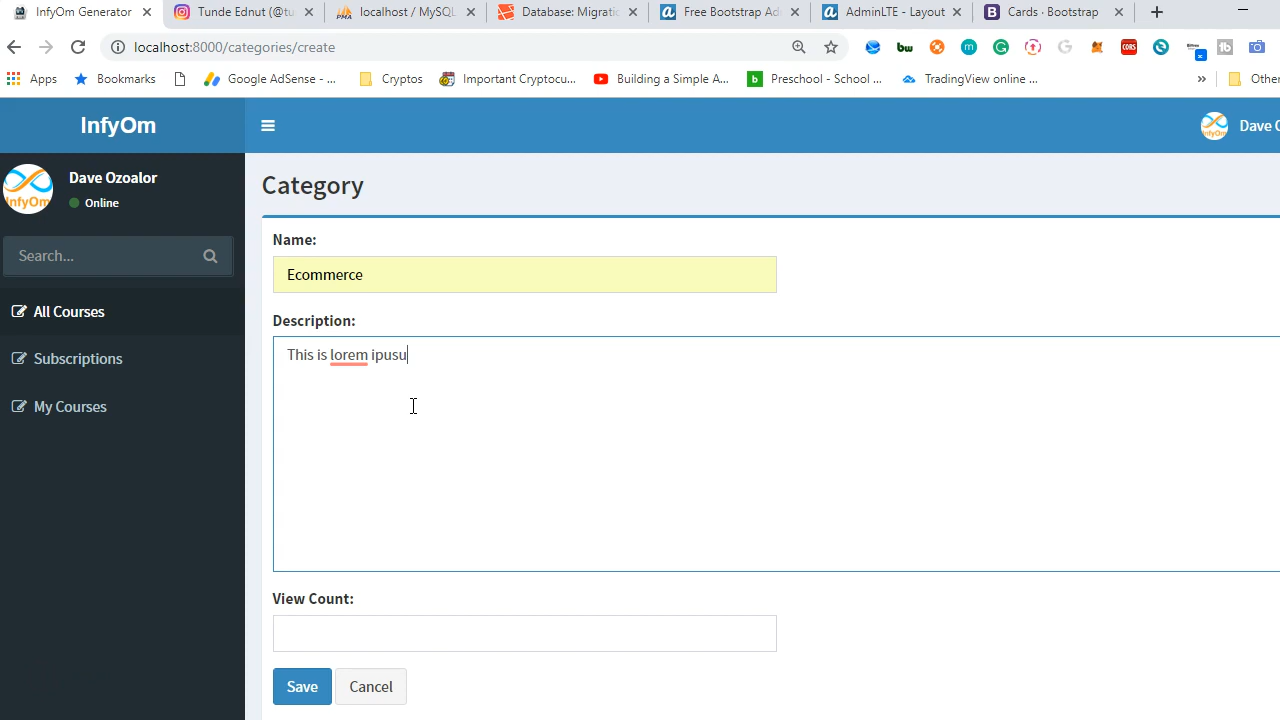 InfyOm Generator
Tunde Ednut (@tu
localhost / MySQL
Database: Migratio
Free Bootstrap Ad
AdminLTE - Layout
Cards · Bootstrap
localhost:8000/categories/create
Apps
Bookmarks
Google AdSense - ...
Cryptos
Important Cryptocu...
Building a Simple A...
Preschool - School ...
TradingView online ...
Other
InfyOm
Dave O
InfyOm
Dave Ozoalor
Online
Search...
All Courses
Subscriptions
My Courses
Category
Name:
Ecommerce
Description:
This is lorem ipusu
View Count:
Save
Cancel